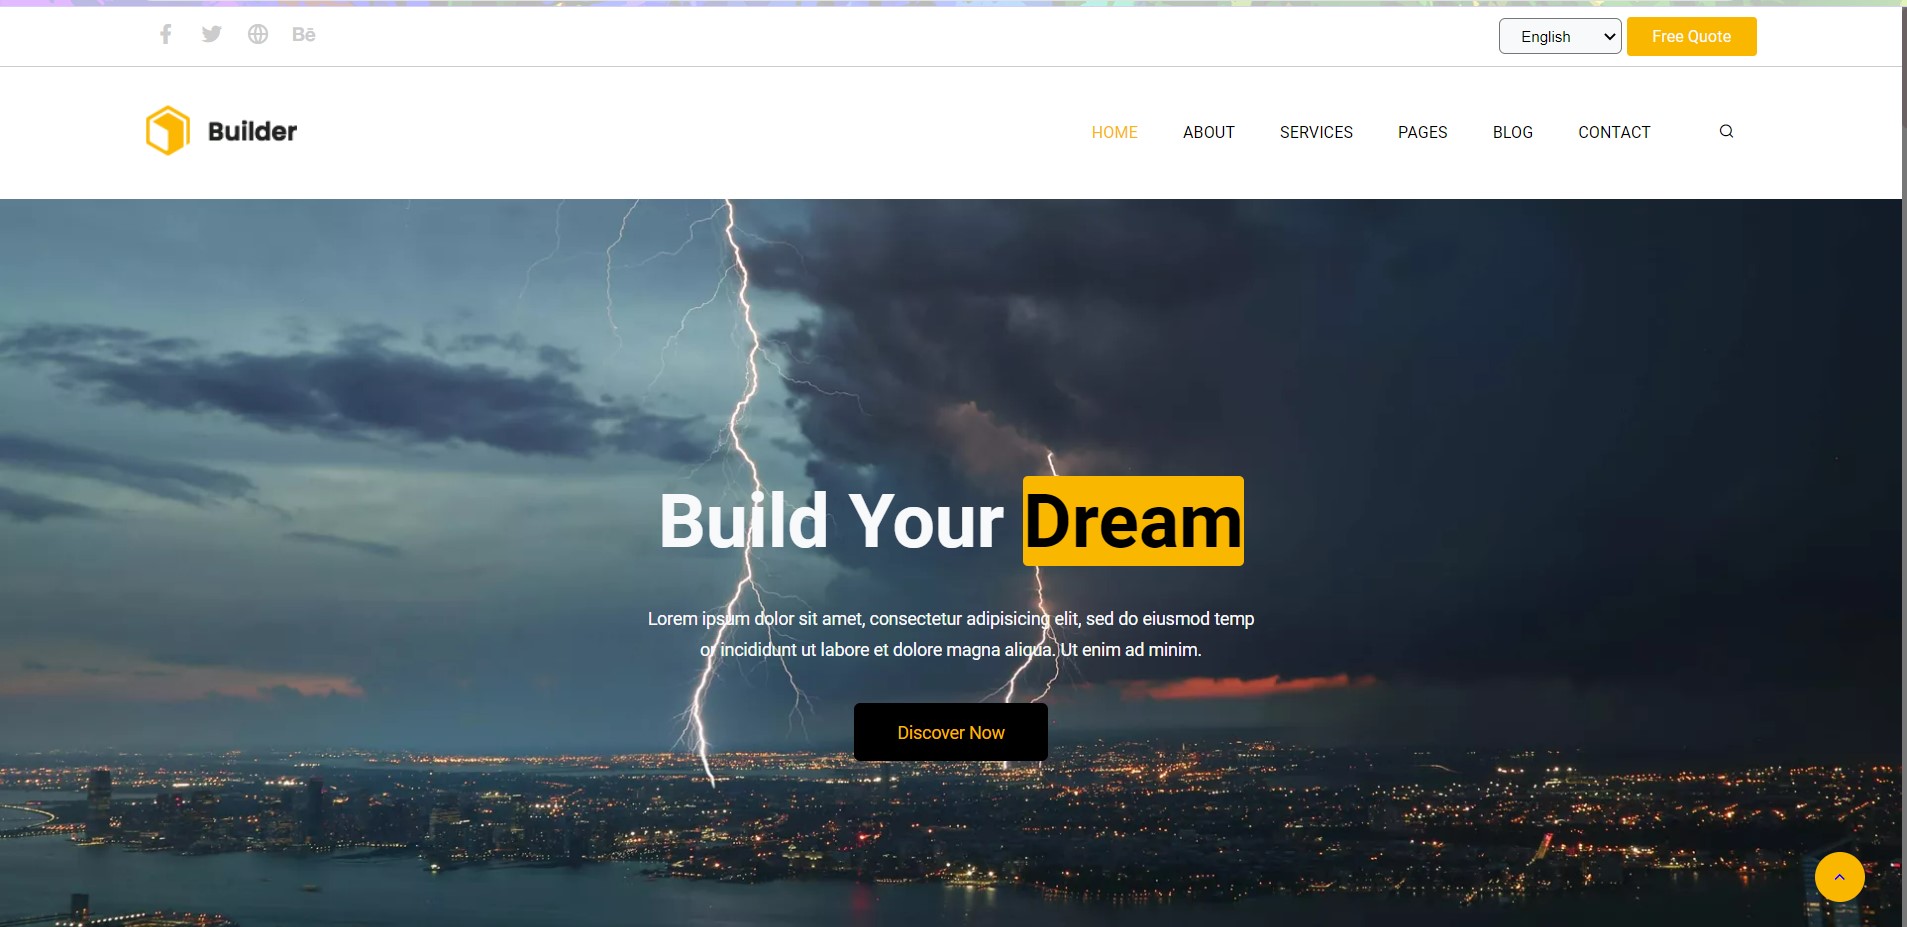 Bē
English
Free Quote
Builder
HOME ABOUT SERVICES PAGES BLOG CONTACT
Build Your Dream
Lorem ipsum dolor sit amet, consectetur adipisicing elit, sed do eiusmod temp
or incididunt ut labore et dolore magna aliqua. Ut enim ad minim.
Discover Now